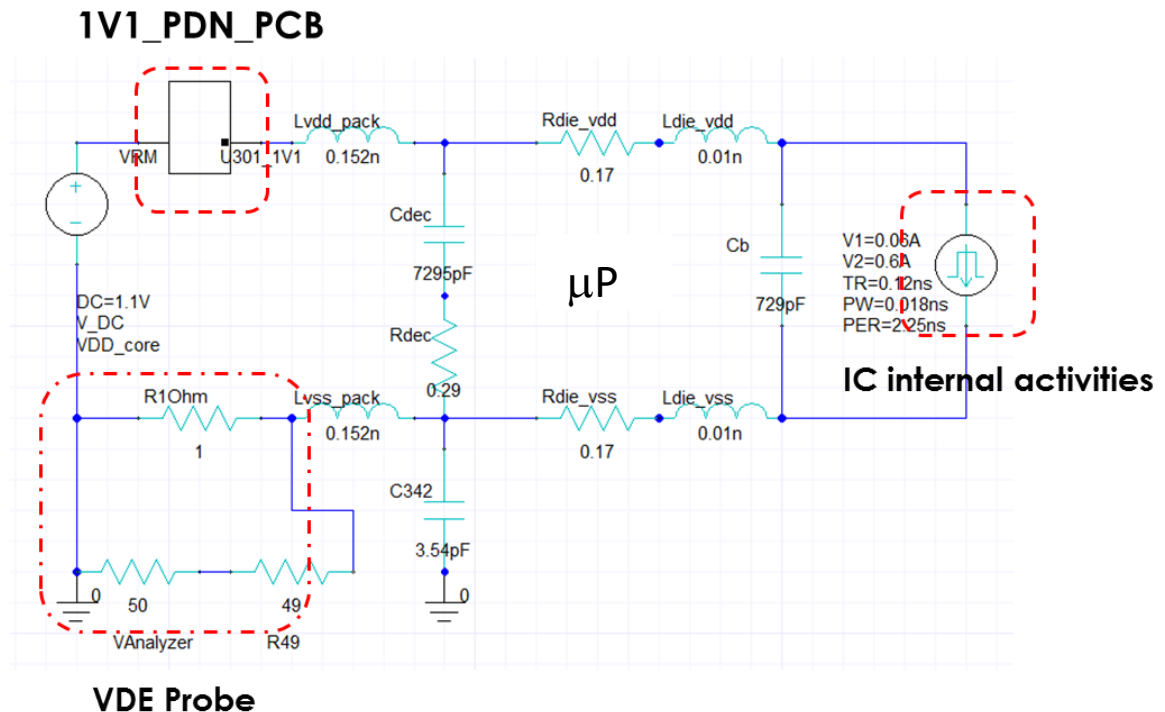 1V1_PDN_PCB
Lvdd_pack
Rdie_vdd
Ldie_vdd
VRM
U301_1V1
0.152n
0.17
0.01n
+
−
Cdec
7295pF
μP
Cb
729pF
V1=0.06A
V2=0.6A
TR=0.12ns
PW=0.018ns
PER=2.25ns
DC=1.1V
V_DC
VDD_core
Rdec
0.29
IC internal activities
R1Ohm
1
Lvss_pack
0.152n
Rdie_vss
0.17
Ldie_vss
0.01n
C342
3.54pF
0
0
50
49
VAnalyzer
R49
VDE Probe